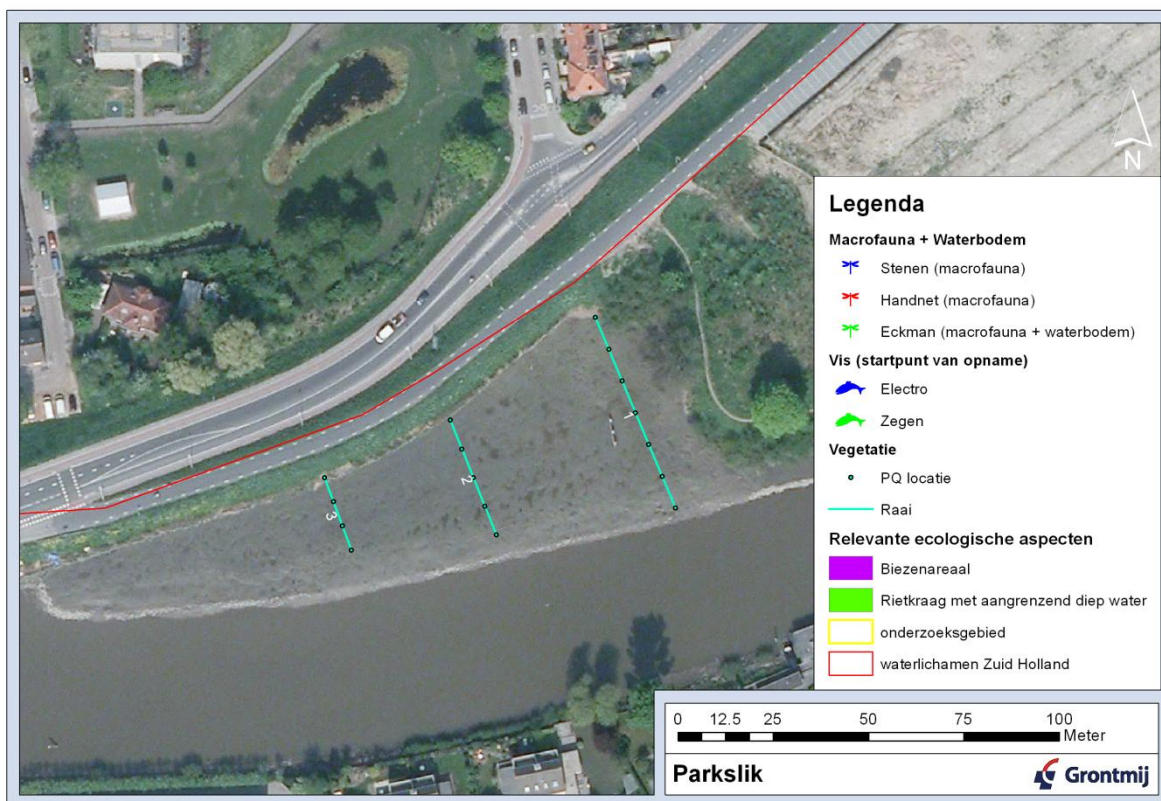 N
Legenda
Macrofauna + Waterbodem
Stenen (macrofauna)
Handnet (macrofauna)
Eckman (macrofauna + waterbodem)
Vis (startpunt van opname)
Electro
Zegen
Vegetatie
PQ locatie
Raai
Relevante ecologische aspecten
Biezenareaal
Rietkraag met aangrenzend diep water
onderzoeksgebied
waterlichamen Zuid Holland
1
2
3
0 12.5 25 50 75 100
Meter
Parkslik
Grontmij